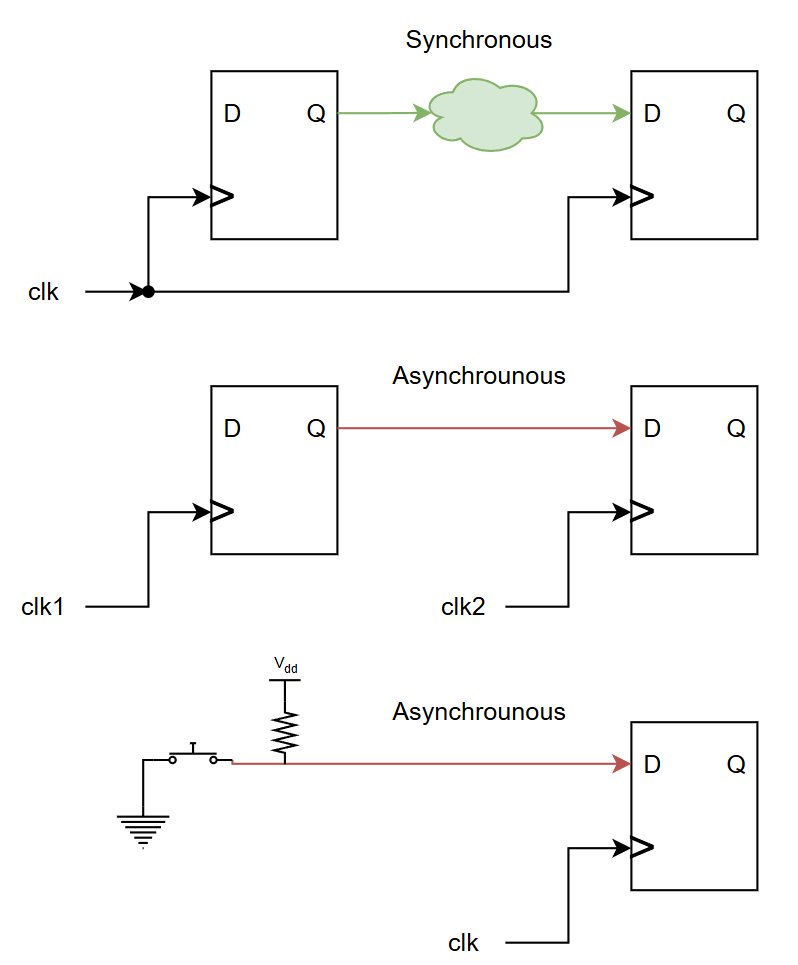 Synchronous
D Q D Q
clk
Asynchrounous
D Q D Q
clk1 clk2
Vdd
Asynchrounous
D Q
clk